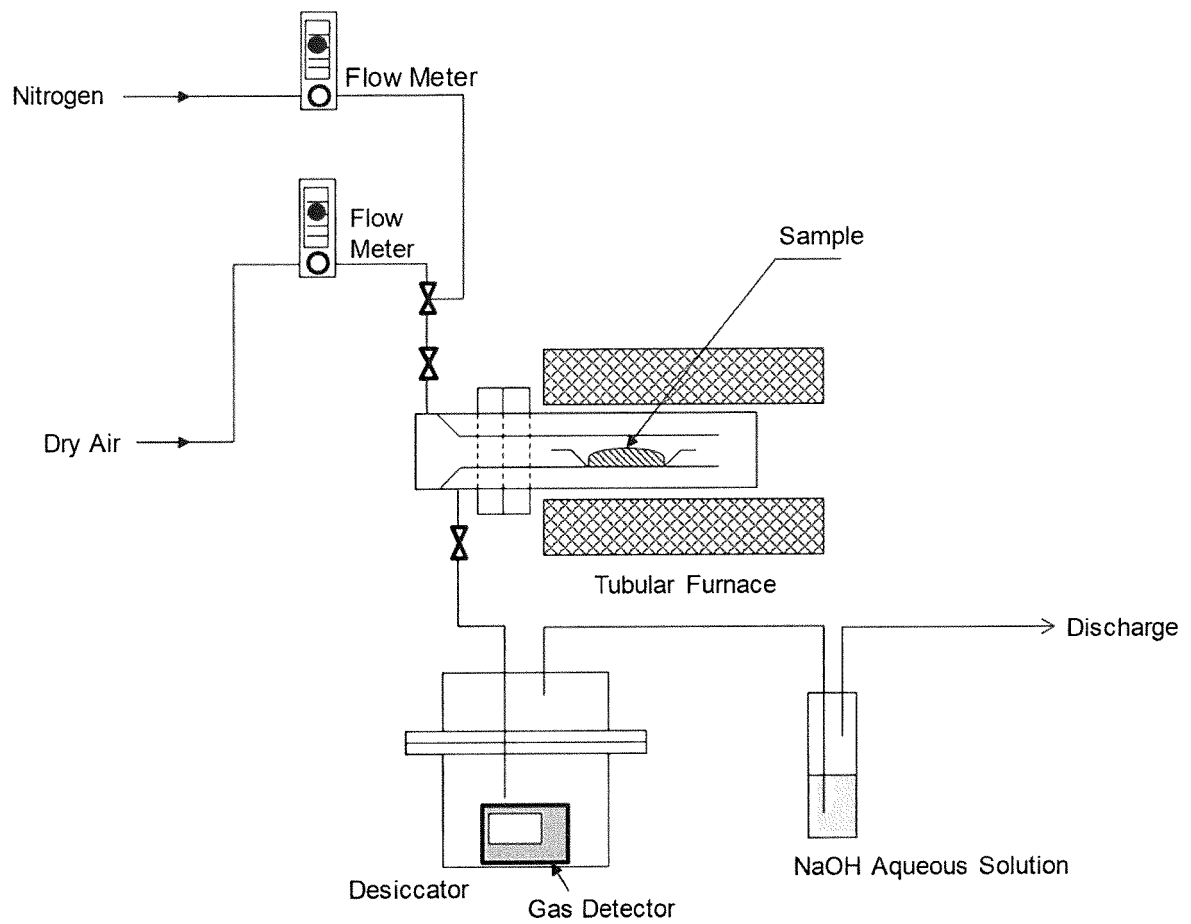 Flow Meter
Nitrogen
Flow
Meter
Sample
Dry Air
Tubular Furnace
Discharge
NaOH Aqueous Solution
Desiccator
Gas Detector